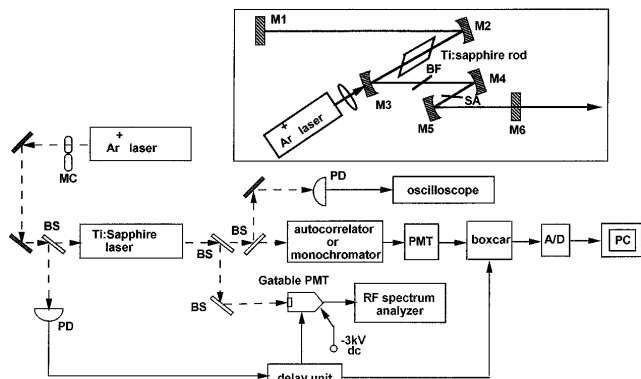 M1
M2
Ti:sapphire rod
BF
M4
M3
SA
M5
M6
+
Ar laser
+
Ar laser
MC
PD
oscilloscope
BS
Ti:Sapphire
laser
BS
BS
autocorrelator
or
monochromator
PMT
boxcar
A/D
PC
Gatable PMT
BS
RF spectrum
analyzer
PD
-3kV
dc
delay unit